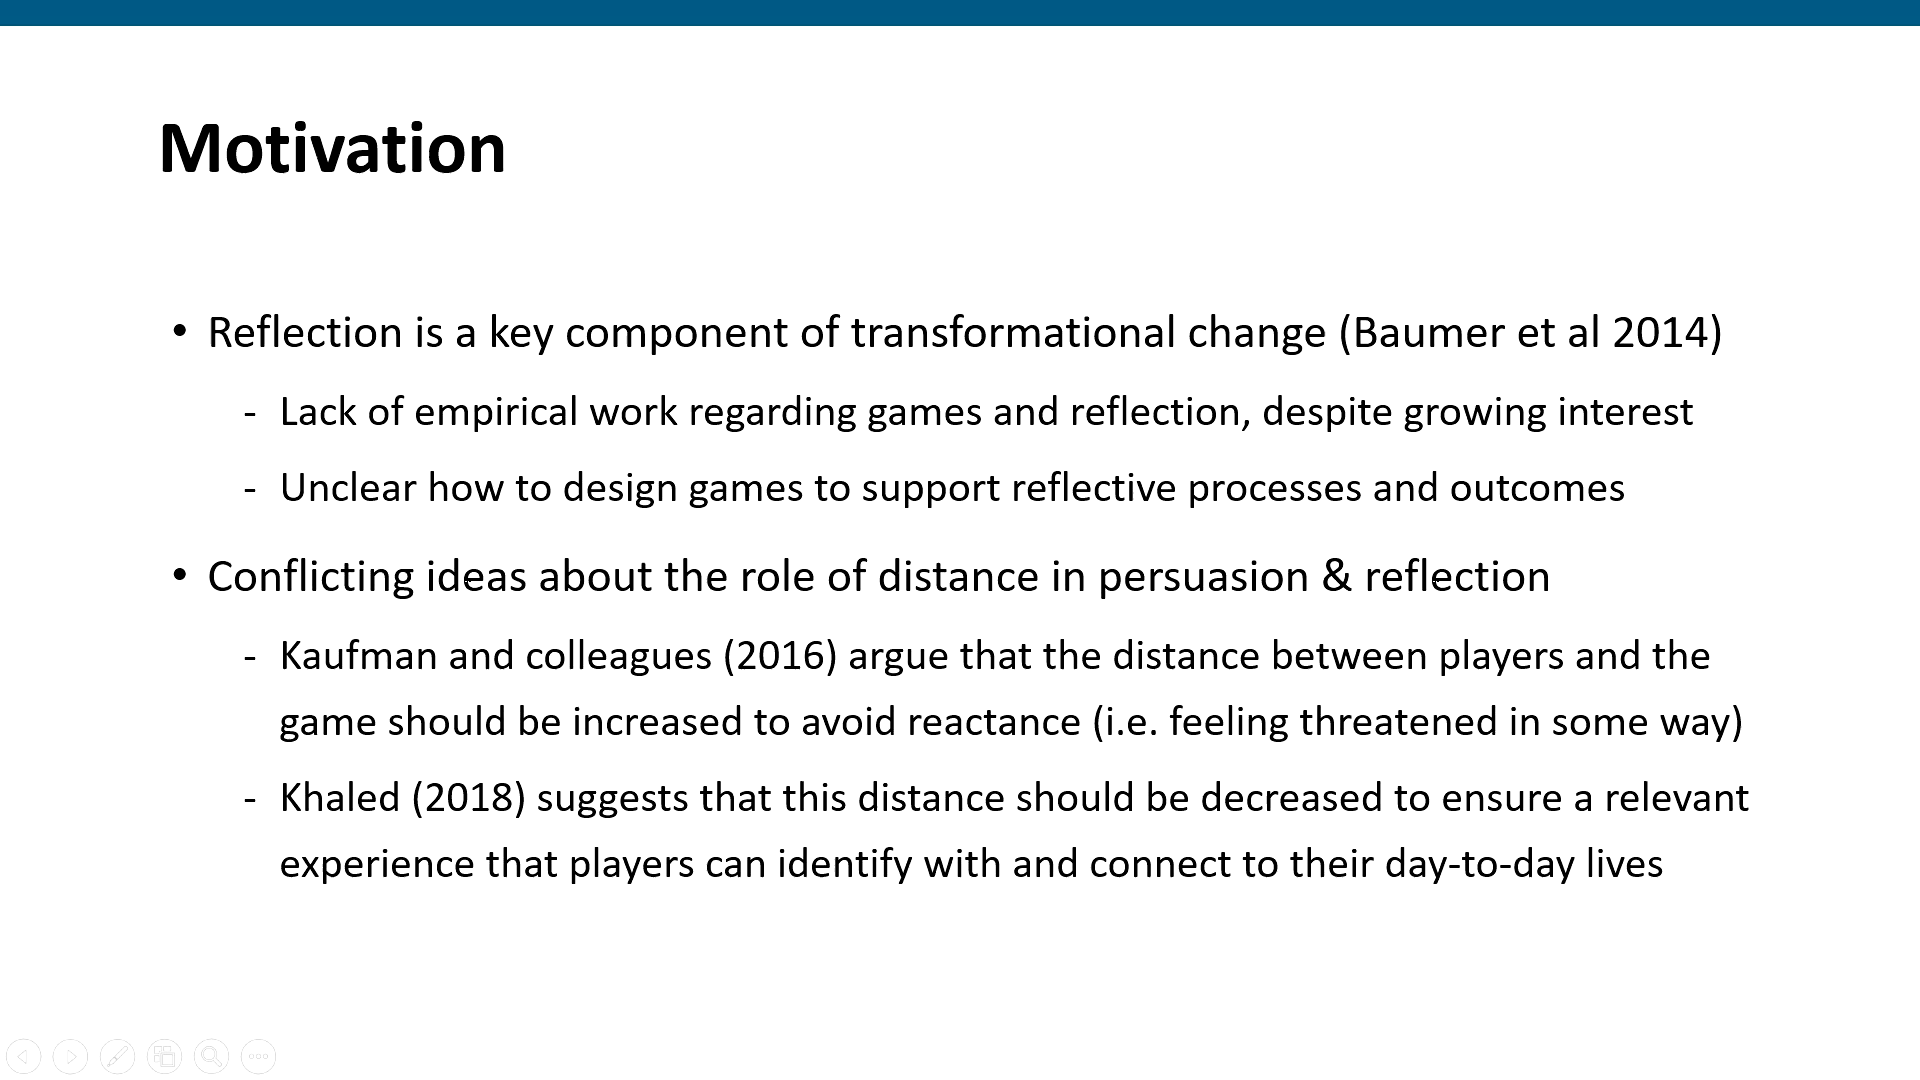 Motivation
• Reflection is a key component of transformational change (Baumer et al 2014)
- Lack of empirical work regarding games and reflection, despite growing interest
- Unclear how to design games to support reflective processes and outcomes
• Conflicting ideas about the role of distance in persuasion & reflection
- Kaufman and colleagues (2016) argue that the distance between players and the
game should be increased to avoid reactance (i.e. feeling threatened in some way)
- Khaled (2018) suggests that this distance should be decreased to ensure a relevant
experience that players can identify with and connect to their day-to-day lives